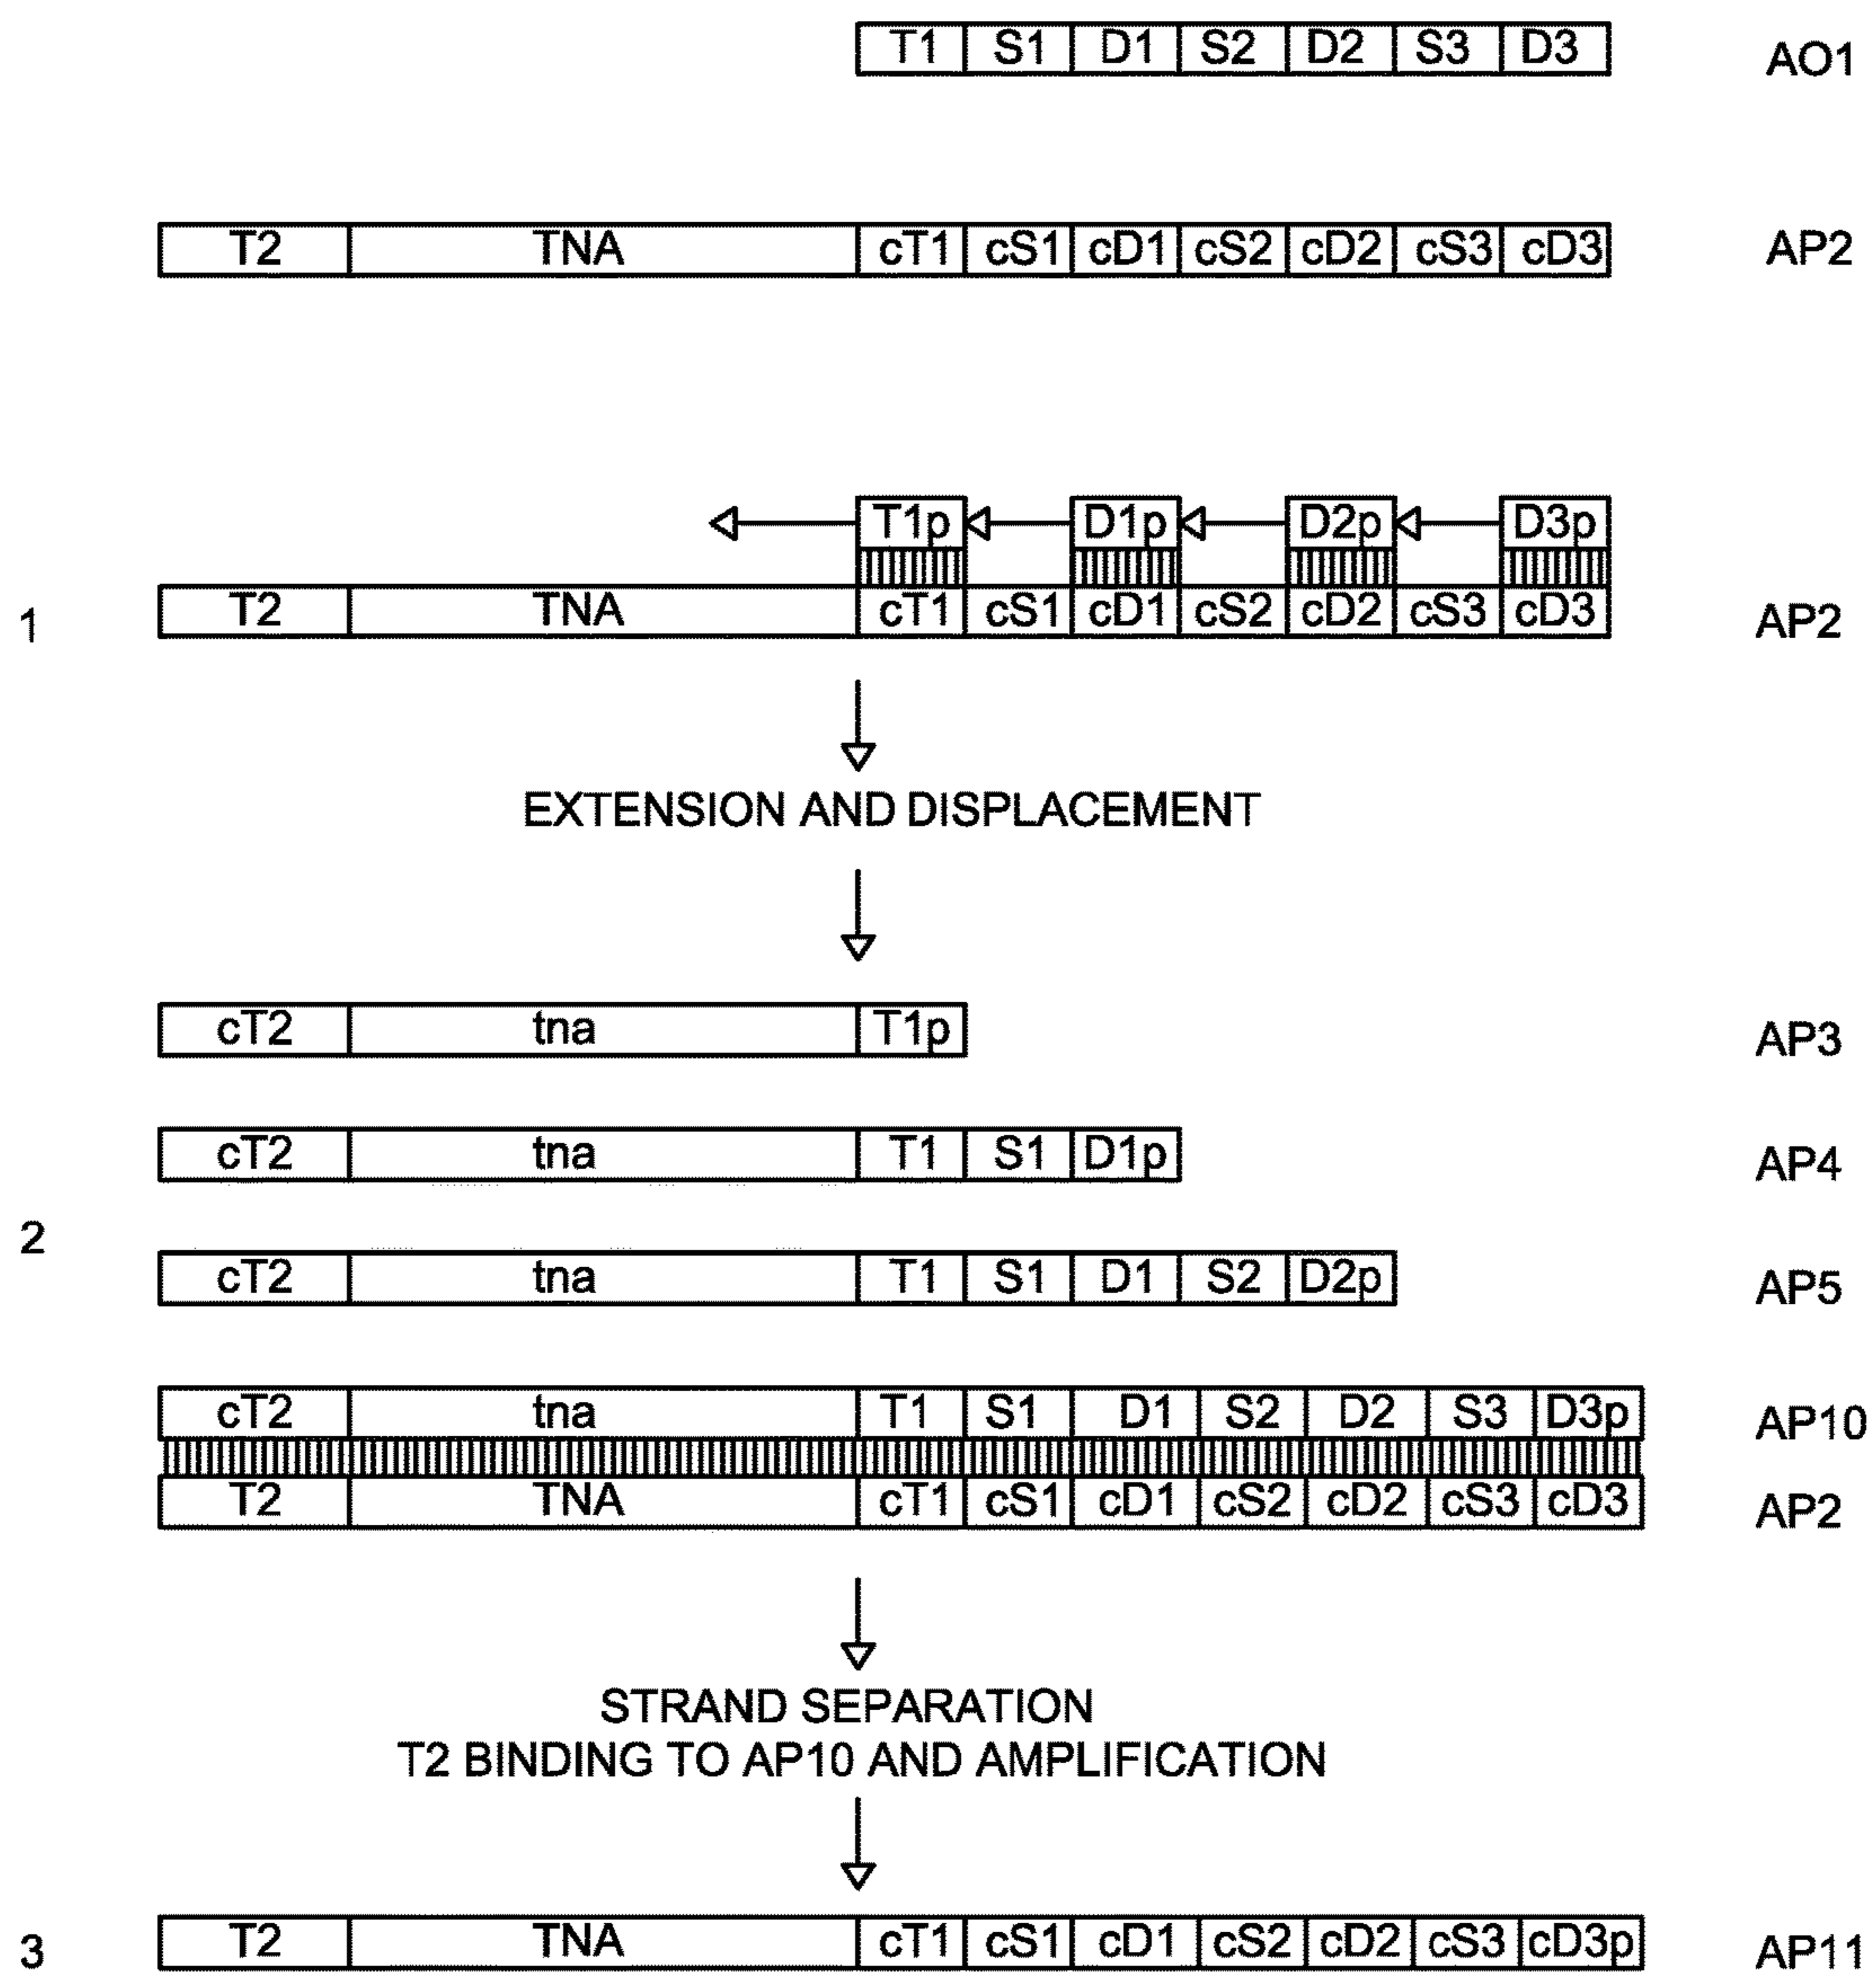 T1 S1 D1 S2 D2 S3 D3 AO1
T2 TNA cT1 cS1 cD1 cS2 cD2 cS3 cD3 AP2
T1p D1p D2p D3p
1 T2 TNA cT1 cS1 cD1 cS2 cD2 cS3 cD3 AP2
EXTENSION AND DISPLACEMENT
cT2 tna T1p AP3
cT2 tna T1 S1 D1p AP4
2
cT2 tna T1 S1 D1 S2 D2p AP5
cT2 tna T1 S1 D1 S2 D2 S3 D3p AP10
T2 TNA cT1 cS1 cD1 cS2 cD2 cS3 cD3 AP2
STRAND SEPARATION
T2 BINDING TO AP10 AND AMPLIFICATION
3 T2 TNA cT1 cS1 cD1 cS2 cD2 cS3 cD3p AP11